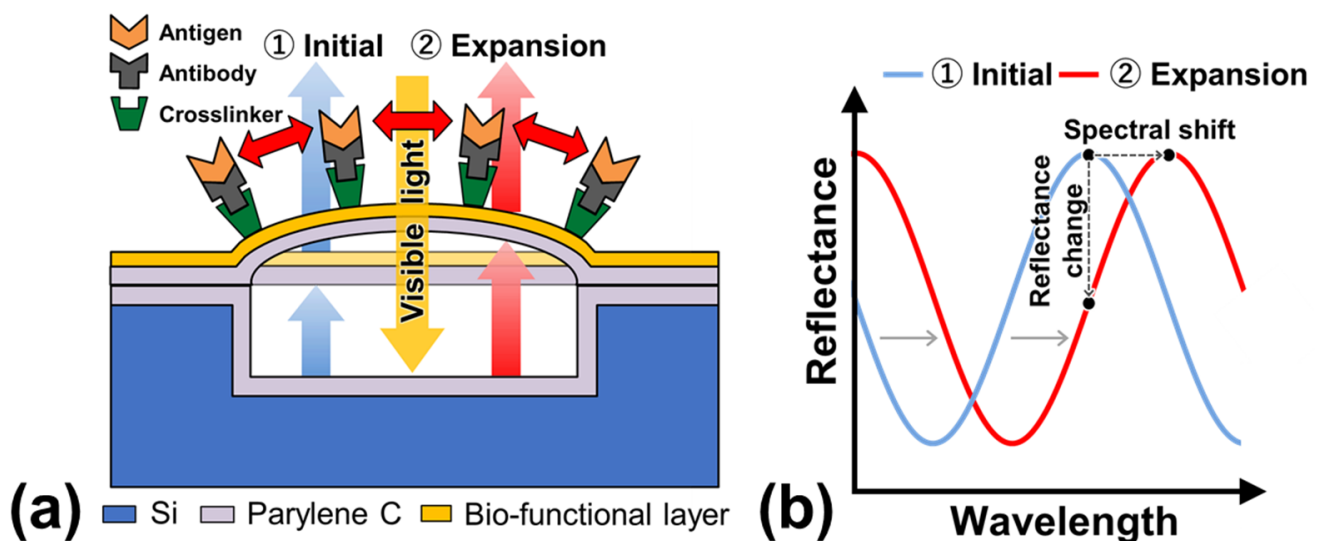 Antigen
Antibody
Crosslinker
① Initial
② Expansion
Visible light
(a)
Si
Parylene C
Bio-functional layer
① Initial
② Expansion
Spectral shift
Reflectance
change
Reflectance
Wavelength
(b)